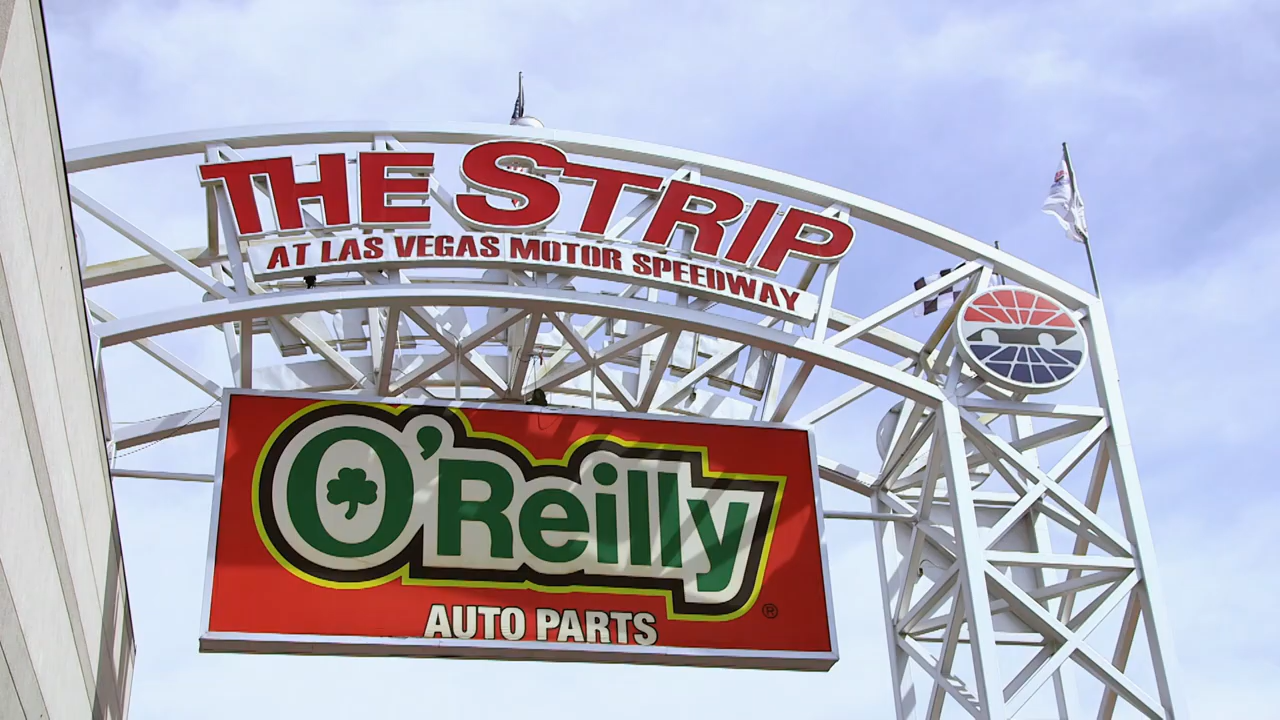 THE STRIP
AT LAS VEGAS MOTOR SPEEDWAY
O'Reilly
AUTO PARTS
®